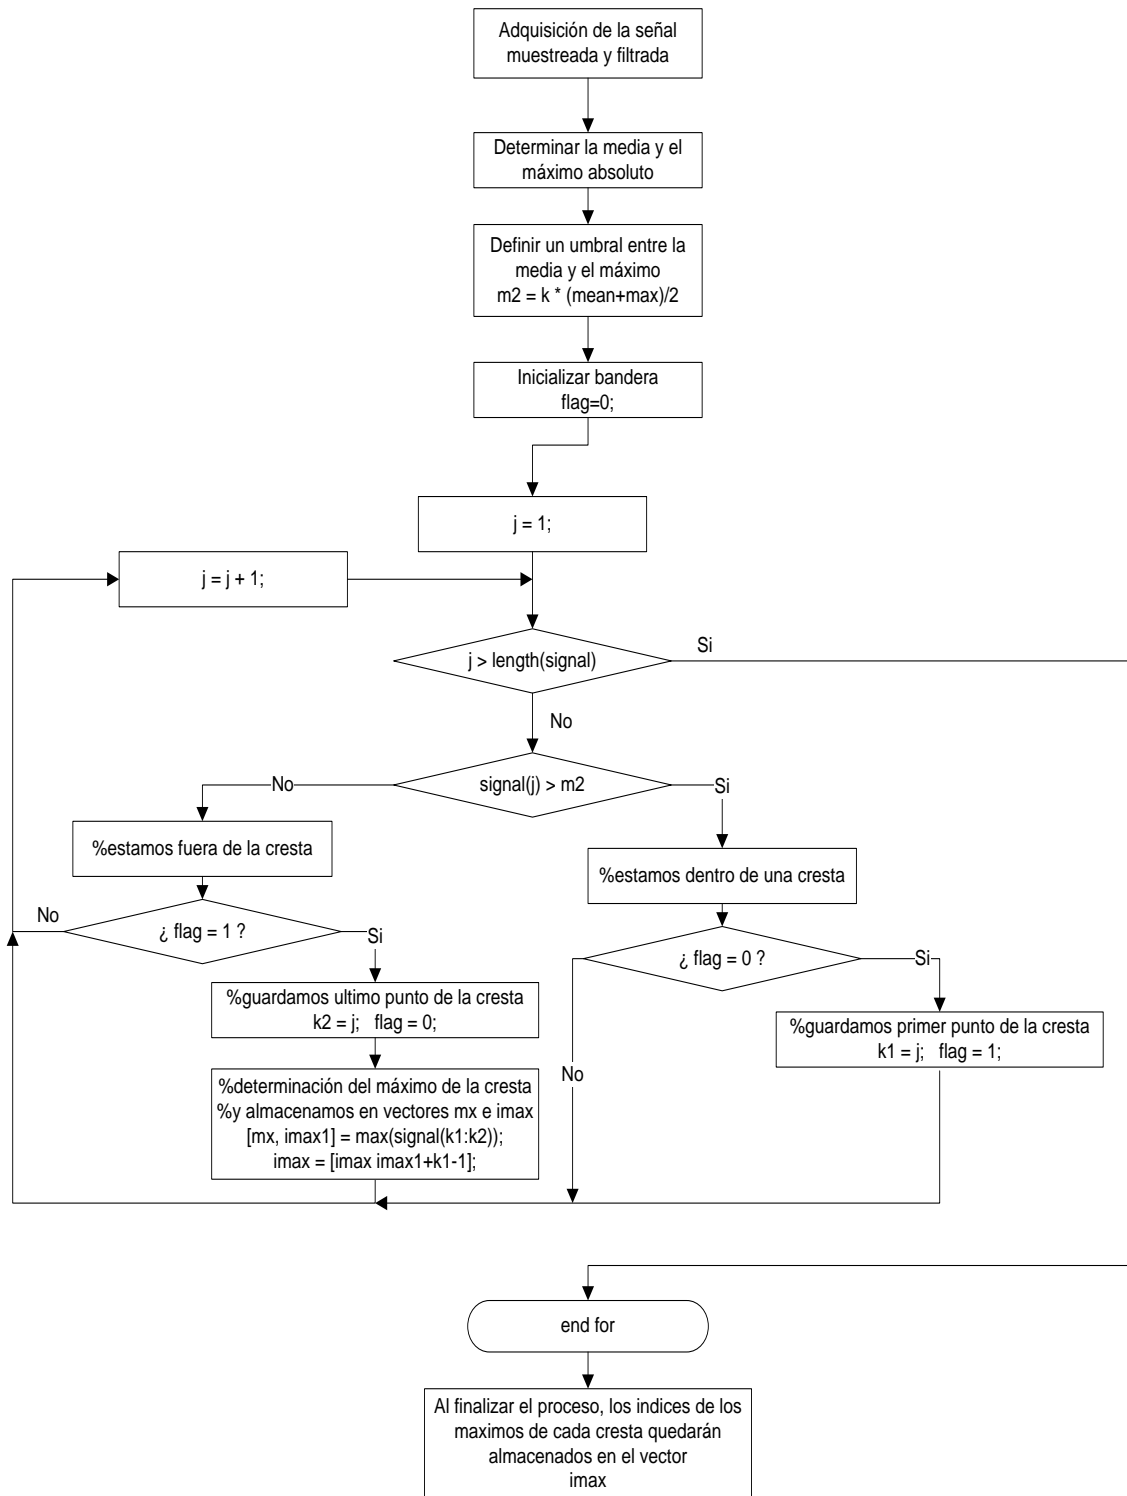 Adquisición de la señal
muestreada y filtrada
Determinar la media y el
máximo absoluto
Definir un umbral entre la
media y el máximo
m2 = k * (mean+max)/2
Inicializar bandera
flag=0;
j = 1;
j = j + 1;
j > length(signal)
Si
No
signal(j) > m2
No
Si
%estamos fuera de la cresta
%estamos dentro de una cresta
¿ flag = 1 ?
No
Si
¿ flag = 0 ?
Si
No
%guardamos ultimo punto de la cresta
k2 = j; flag = 0;
%guardamos primer punto de la cresta
k1 = j; flag = 1;
%determinación del máximo de la cresta
%y almacenamos en vectores mx e imax
[mx, imax1] = max(signal(k1:k2));
imax = [imax imax1+k1-1];
end for
Al finalizar el proceso, los indices de los
maximos de cada cresta quedarán
almacenados en el vector
imax